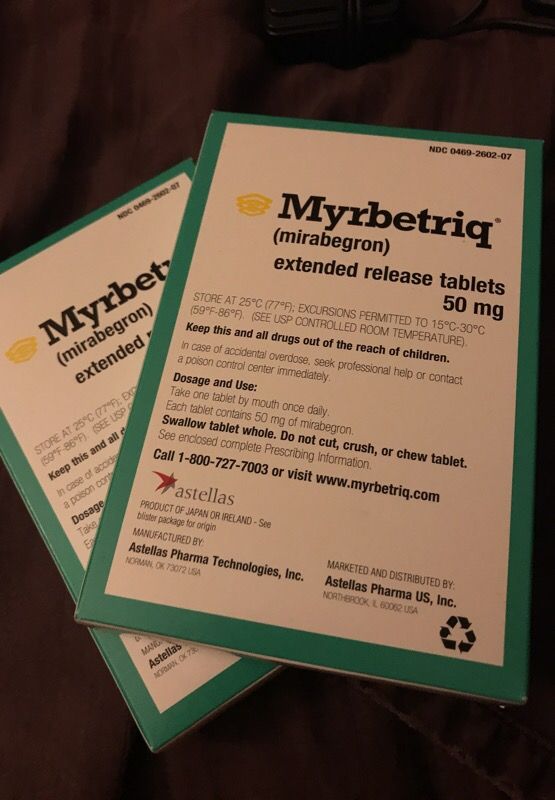 NDC 0469-2602-07
Myrbetriq®
(mirabegron)
extended release tablets
50 mg
STORE AT 25°C (77°F); EXCURSIONS PERMITTED TO 15°C-30°C
(59°F-86°F). (SEE USP CONTROLLED ROOM TEMPERATURE).
Keep this and all drugs out of the reach of children.
In case of accidental overdose, seek professional help or contact
a poison control center immediately.
Dosage and Use:
Take one tablet by mouth once daily.
Each tablet contains 50 mg of mirabegron.
Swallow tablet whole. Do not cut, crush, or chew tablet.
See enclosed complete Prescribing Information.
Call 1-800-727-7003 or visit www.myrbetriq.com
astellas
PRODUCT OF JAPAN OR IRELAND - See
blister package for origin
MANUFACTURED BY:
Astellas Pharma Technologies, Inc.
NORMAN, OK 73072 USA
MARKETED AND DISTRIBUTED BY:
Astellas Pharma US, Inc.
NORTHBROOK, IL 60062 USA
NDC 0469-2602-07
Myrbet
(mirabegron)
extended r
STORE AT 25°C (77°F); EXC
(59°F-86°F). (SEE USP
Keep this and all d
In case of accide
a poison cont
Dosage
Take
Ea
MANU
Astellas
NORMAN, OK 73